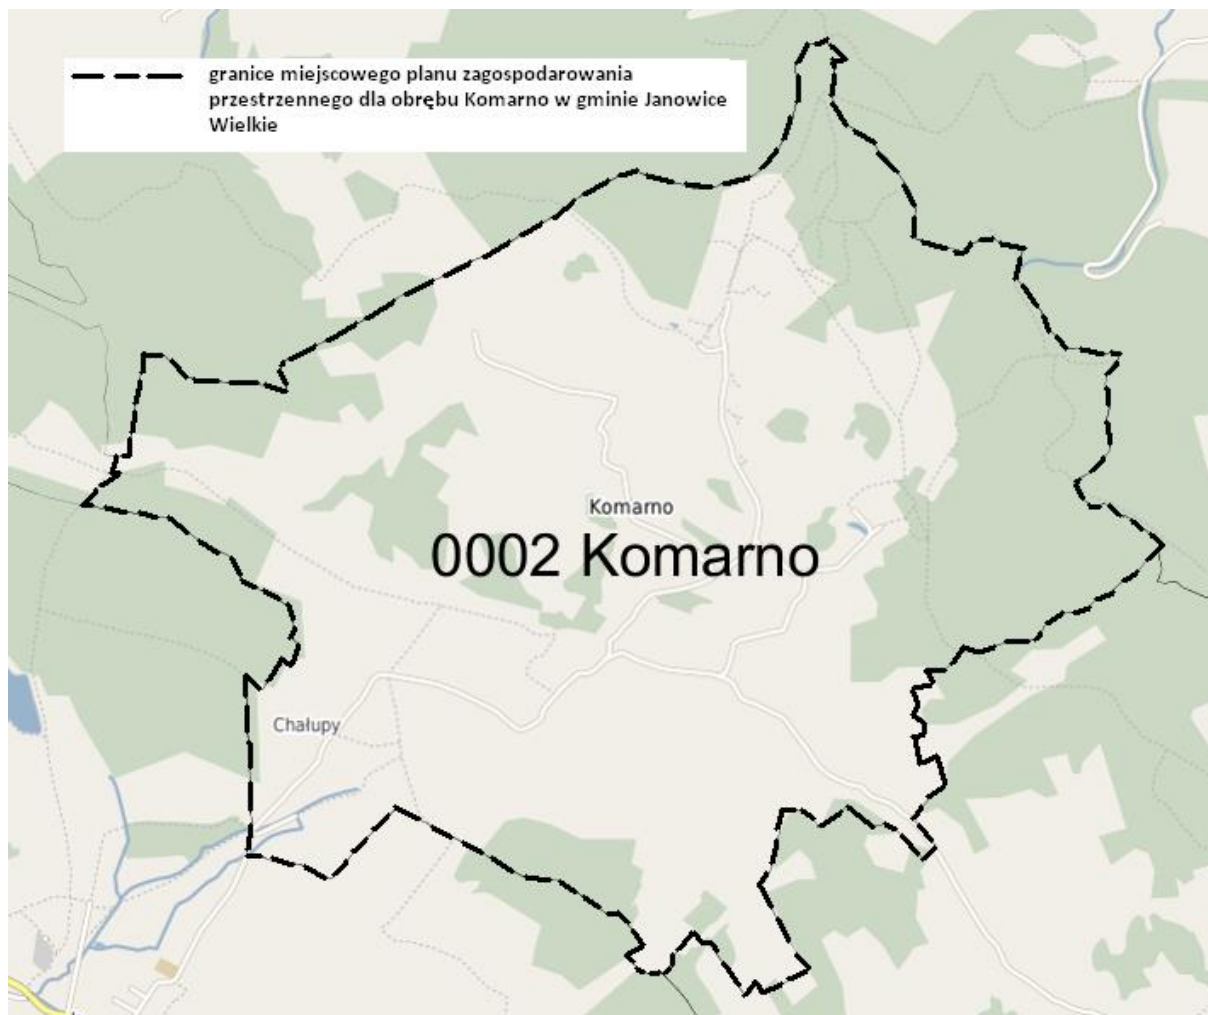 granice miejscowego planu zagospodarowania
przestrzennego dla obrębu Komarno w gminie Janowice
Wielkie
Komarno
0002 Komarno
Chałupy